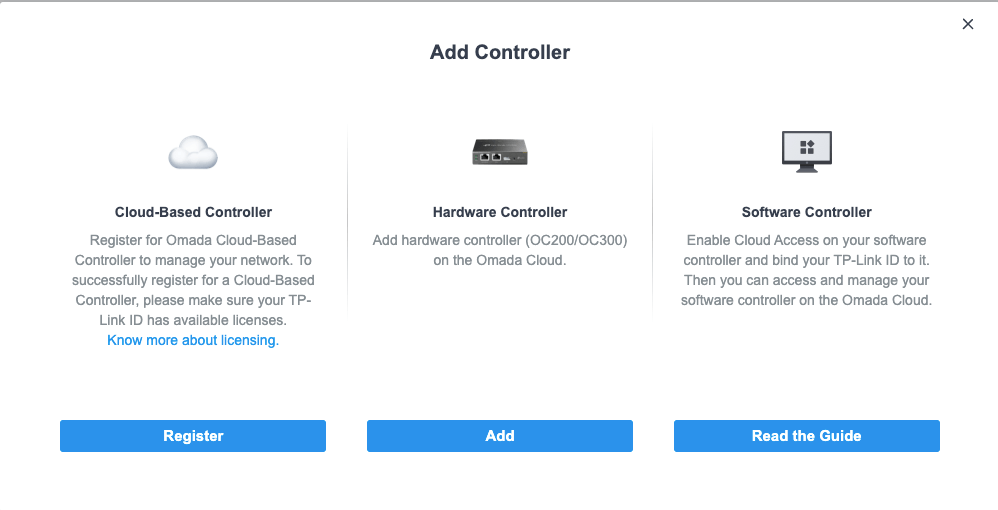 Add Controller
Cloud-Based Controller
Register for Omada Cloud-Based
Controller to manage your network. To
successfully register for a Cloud-Based
Controller, please make sure your TP-
Link ID has available licenses.
Know more about licensing.
Register
Hardware Controller
Add hardware controller (OC200/OC300)
on the Omada Cloud.
Add
Software Controller
Enable Cloud Access on your software
controller and bind your TP-Link ID to it.
Then you can access and manage your
software controller on the Omada Cloud.
Read the Guide